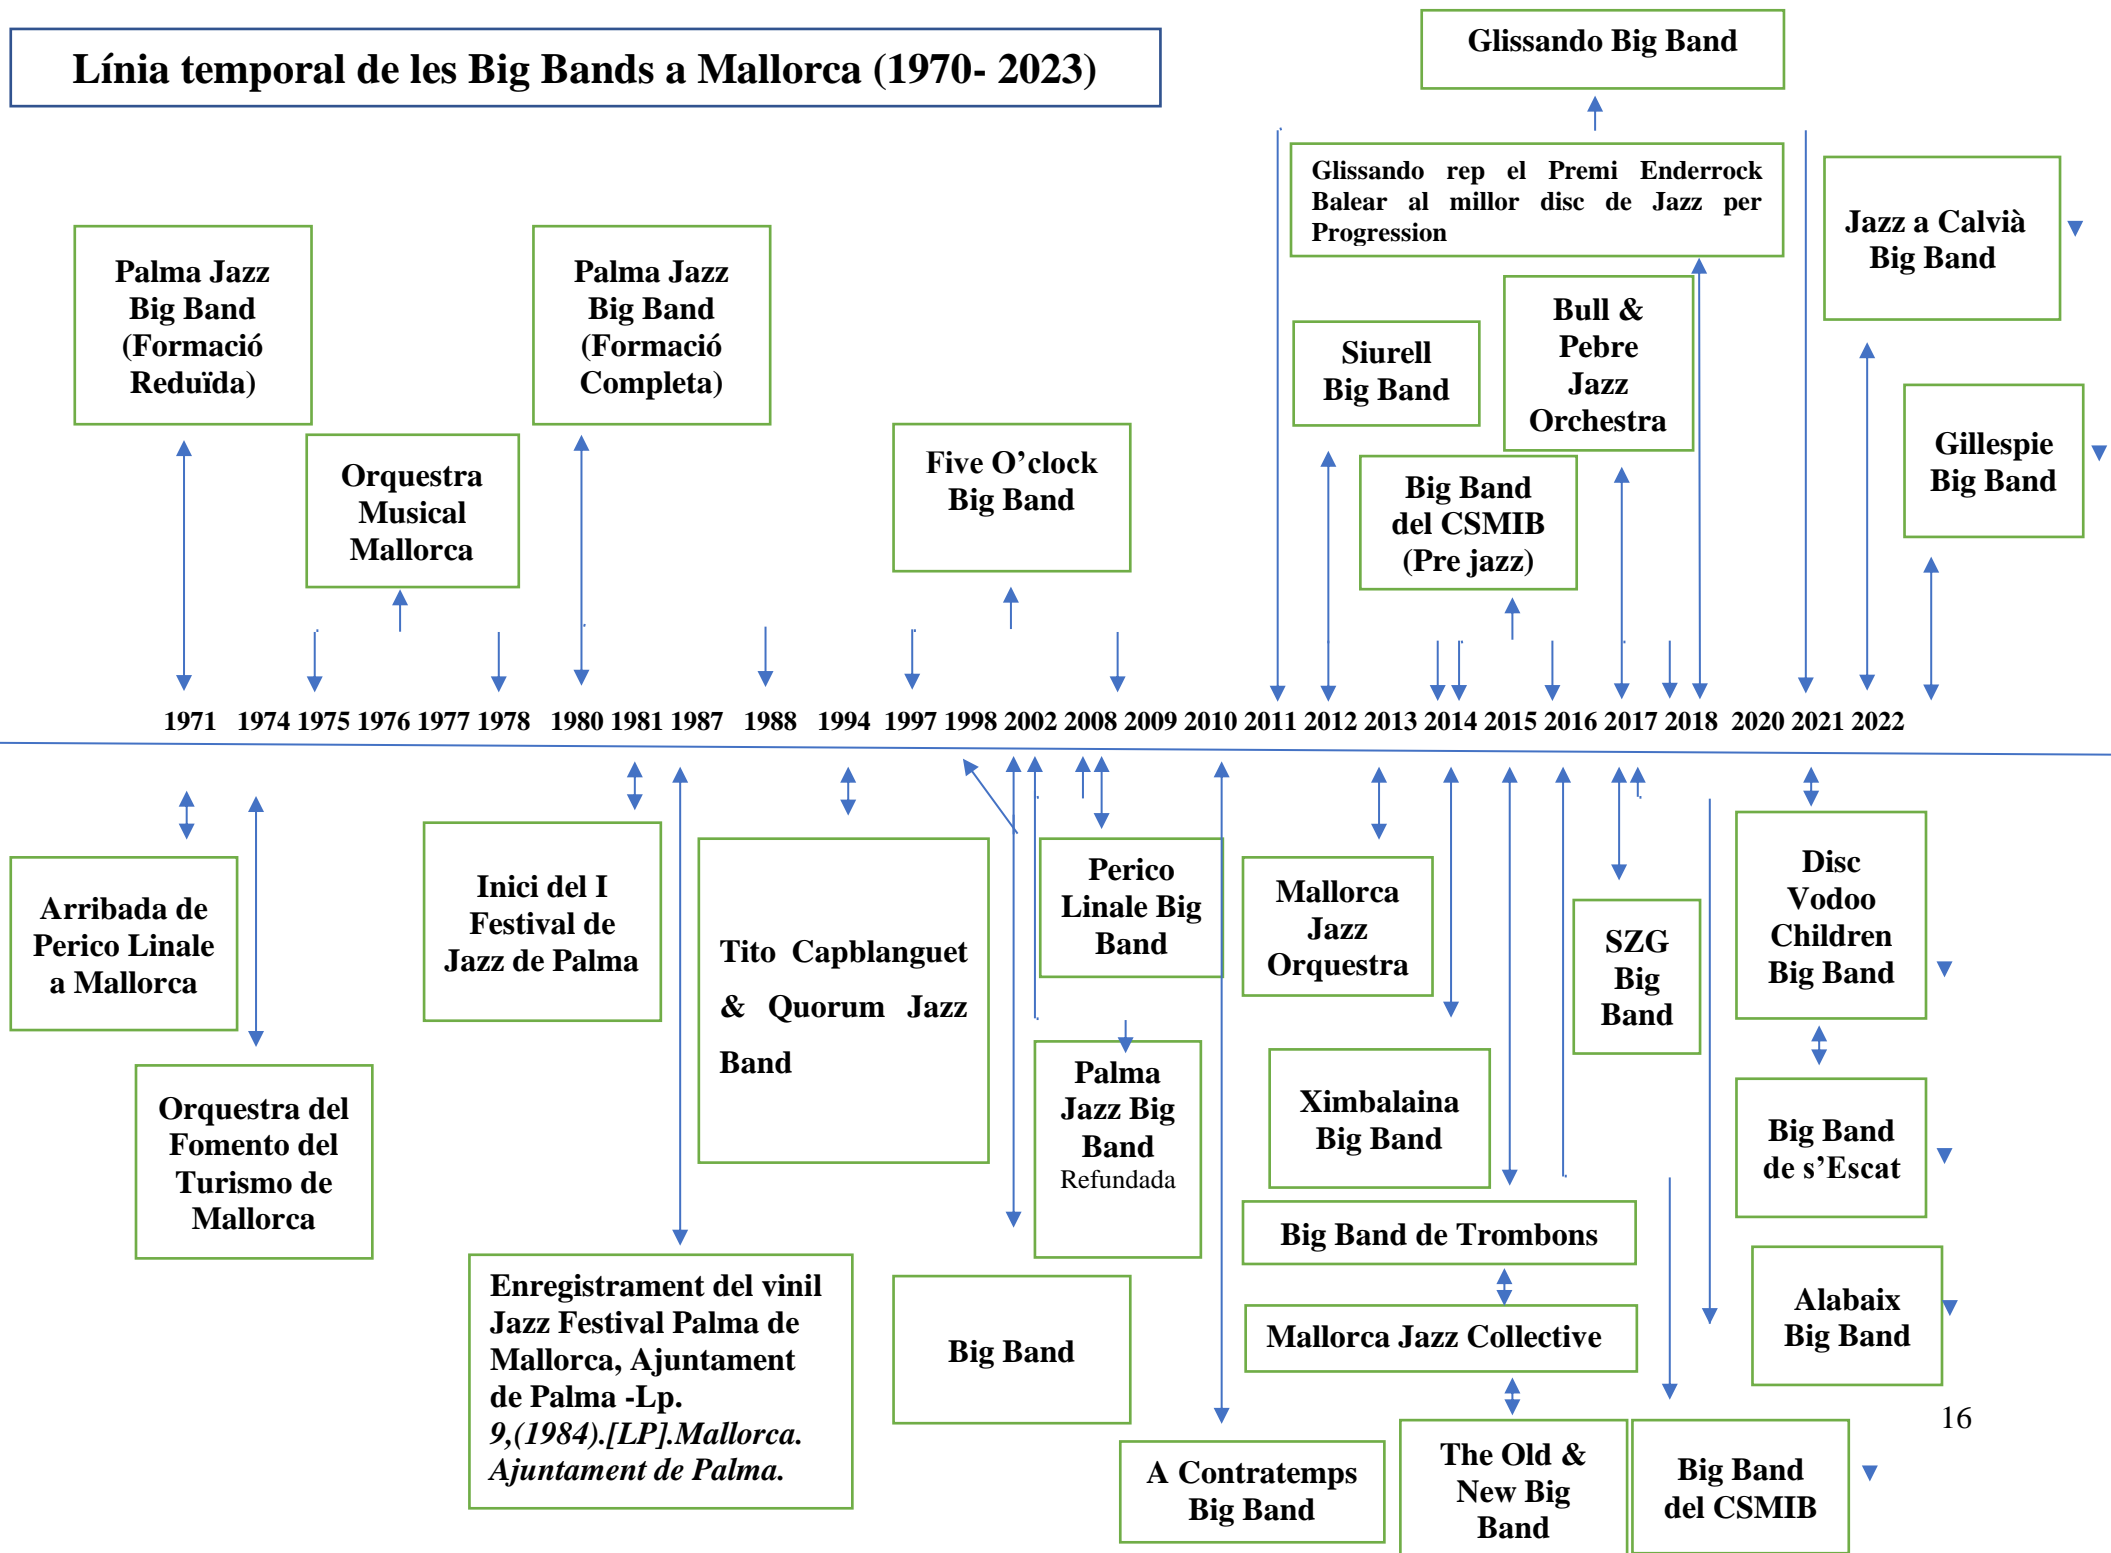 Línia temporal de les Big Bands a Mallorca (1970- 2023)
Glissando Big Band
Glissando rep el Premi Enderrock
Balear al millor disc de Jazz per
Progression
Jazz a Calvià
Big Band
Palma Jazz
Big Band
(Formació
Reduïda)
Palma Jazz
Big Band
(Formació
Completa)
Siurell
Big Band
Bull &
Pebre
Jazz
Orchestra
Orquestra
Musical
Mallorca
Five O’clock
Big Band
Big Band
del CSMIB
(Pre jazz)
Gillespie
Big Band
1971 1974 1975 1976 1977 1978 1980 1981 1987 1988 1994 1997 1998 2002 2008 2009 2010 2011 2012 2013 2014 2015 2016 2017 2018 2020 2021 2022
Arribada de
Perico Linale
a Mallorca
Orquestra del
Fomento del
Turismo de
Mallorca
Inici del I
Festival de
Jazz de Palma
Enregistrament del vinil
Jazz Festival Palma de
Mallorca, Ajuntament
de Palma -Lp.
9,(1984).[LP].Mallorca.
Ajuntament de Palma.
Tito Capblanguet
& Quorum Jazz
Band
Big Band
Perico
Linale Big
Band
Palma
Jazz Big
Band
Refundada
A Contratemps
Big Band
Mallorca
Jazz
Orquestra
Ximbalaina
Big Band
Big Band de Trombons
Mallorca Jazz Collective
The Old &
New Big
Band
SZG
Big
Band
Big Band
del CSMIB
Disc
Vodoo
Children
Big Band
Big Band
de s’Escat
Alabaix
Big Band
16